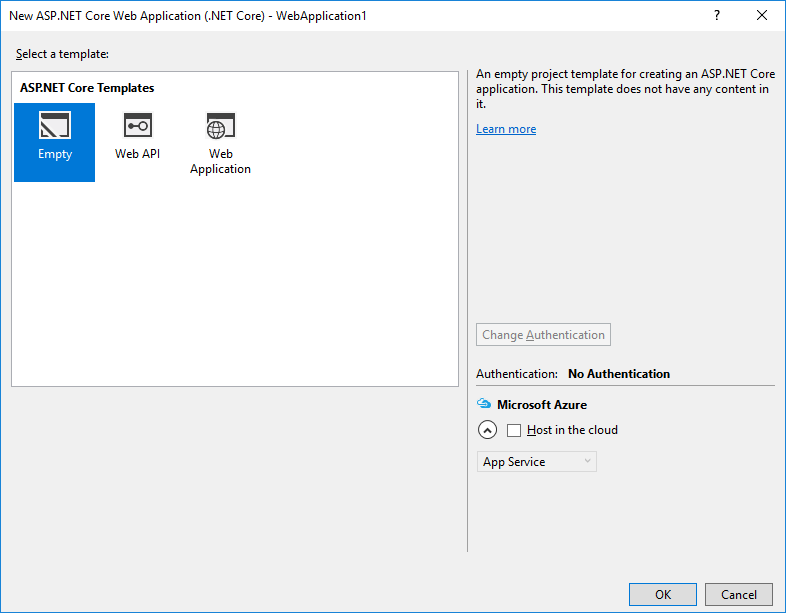 New ASP.NET Core Web Application (.NET Core) - WebApplication1
?
Select a template:
ASP.NET Core Templates
Empty
Web API
Web
Application
An empty project template for creating an ASP.NET Core
application. This template does not have any content in
it.
Learn more
Change Authentication
Authentication: No Authentication
Microsoft Azure
Host in the cloud
App Service
OK
Cancel